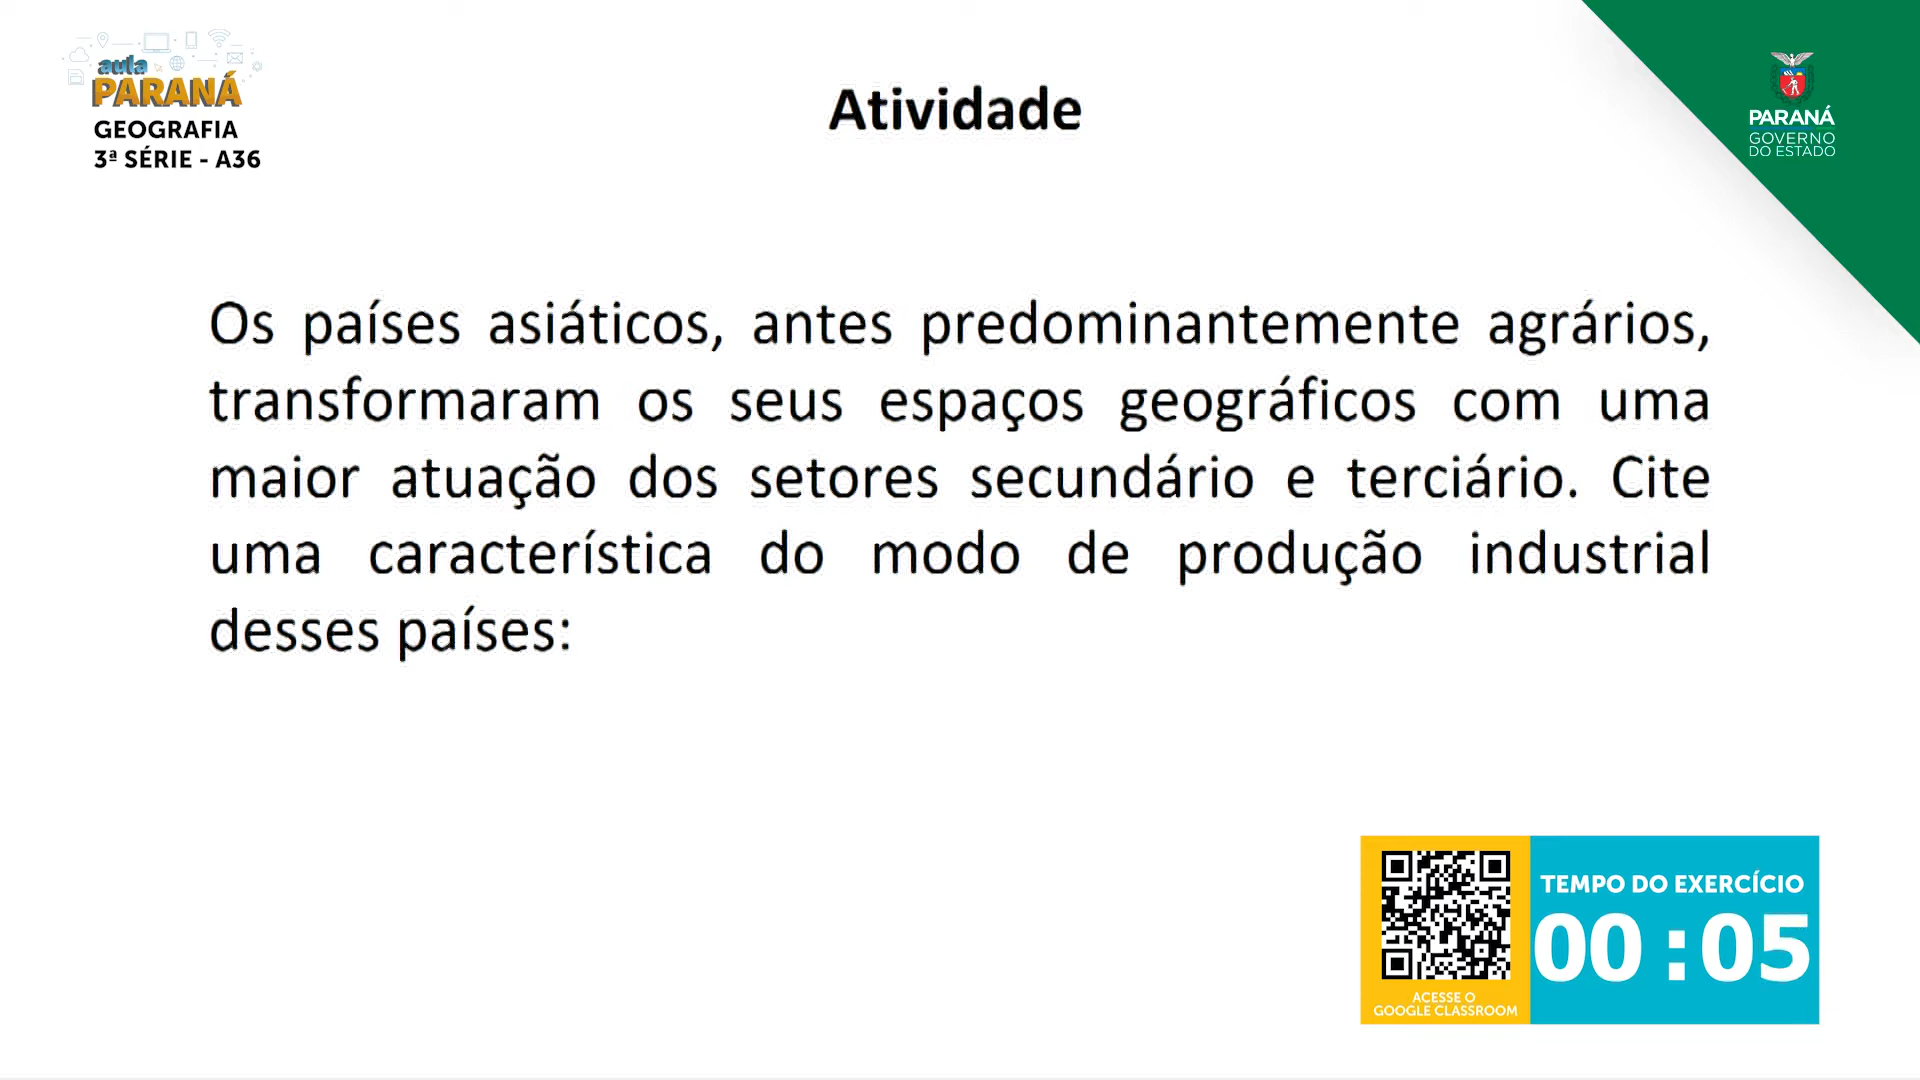 aula
PARANÁ
GEOGRAFIA
3ª SÉRIE - A36
Atividade
PARANÁ
GOVERNO
DO ESTADO
Os países asiáticos, antes predominantemente agrários,
transformaram os seus espaços geográficos com uma
maior atuação dos setores secundário e terciário. Cite
uma característica do modo de produção industrial
desses países:
TEMPO DO EXERCÍCIO
00:05
ACESSE O
GOOGLE CLASSROOM